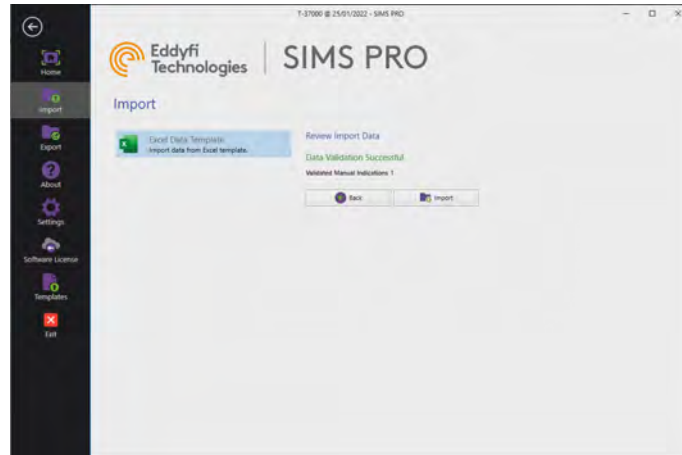 T-37000 @ 25/01/2022 - SIMS PRO
Eddyfi
Technologies
SIMS PRO
Home
Import
Export
About
Settings
Software License
Templates
Exit
Import
Excel Data Template
Import data from Excel template.
Review Import Data
Data Validation Successful
Validated Manual Indications 1
Back
Import